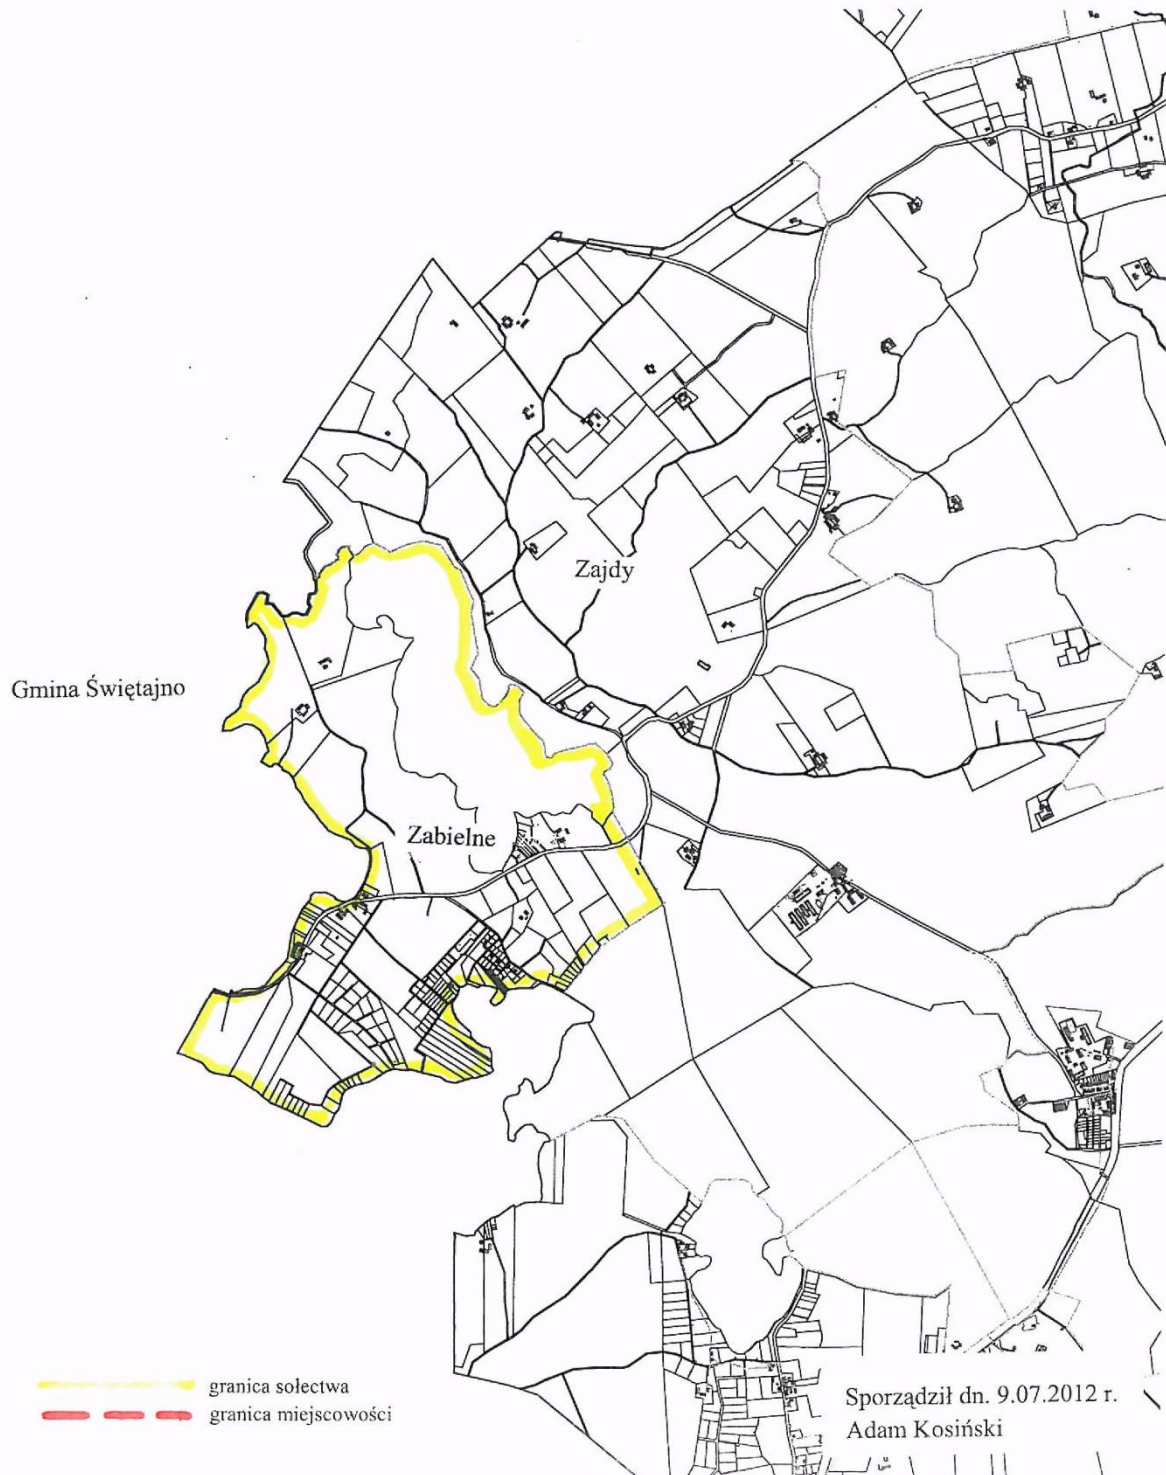 Zajdy
Gmina Świętajno
Zabielne
granica sołectwa
granica miejscowości
Sporządził dn. 9.07.2012 r.
Adam Kosiński